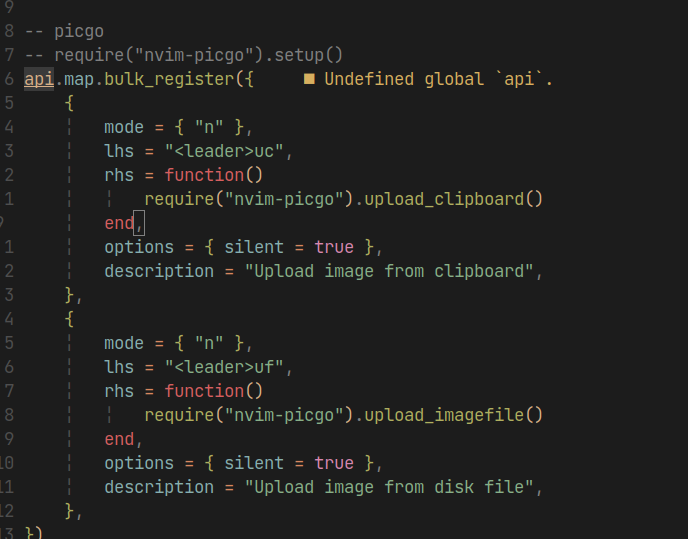 9
8 -- picgo
7 -- require("nvim-picgo").setup()
6 api.map.bulk_register({ ■ Undefined global `api`.
5 {
4 mode = { "n" },
3 lhs = "<leader>uc",
2 rhs = function()
1 require("nvim-picgo").upload_clipboard()
9 end,
1 options = { silent = true },
2 description = "Upload image from clipboard",
3 },
4 {
5 mode = { "n" },
6 lhs = "<leader>uf",
7 rhs = function()
8 require("nvim-picgo").upload_imagefile()
9 end,
10 options = { silent = true },
11 description = "Upload image from disk file",
12 },
13 })